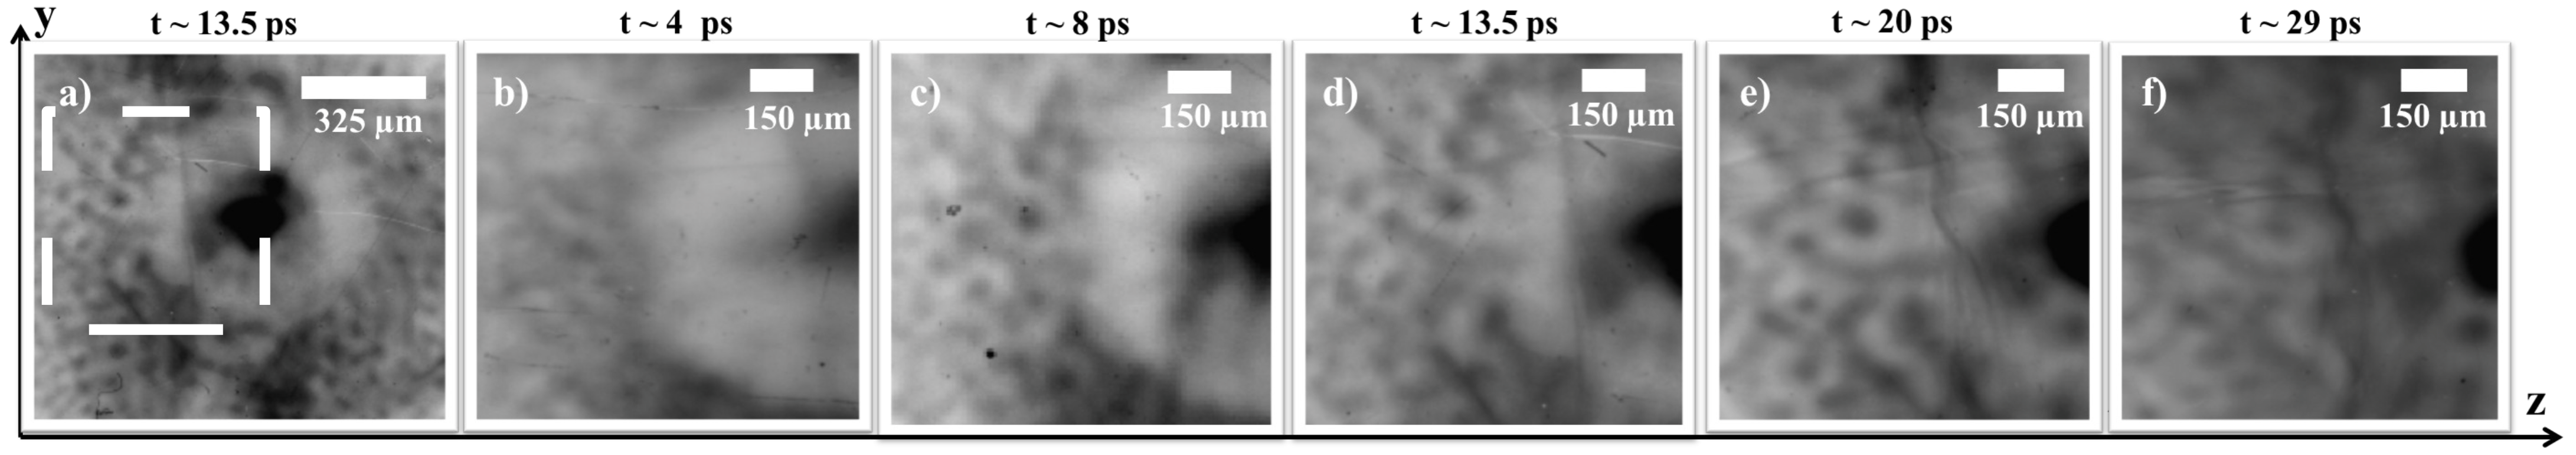 y
t ~ 13.5 ps
t ~ 4 ps
t ~ 8 ps
t ~ 13.5 ps
t ~ 20 ps
t ~ 29 ps
a)
325 µm
b)
150 µm
c)
150 µm
d)
150 µm
e)
150 µm
f)
150 µm
z